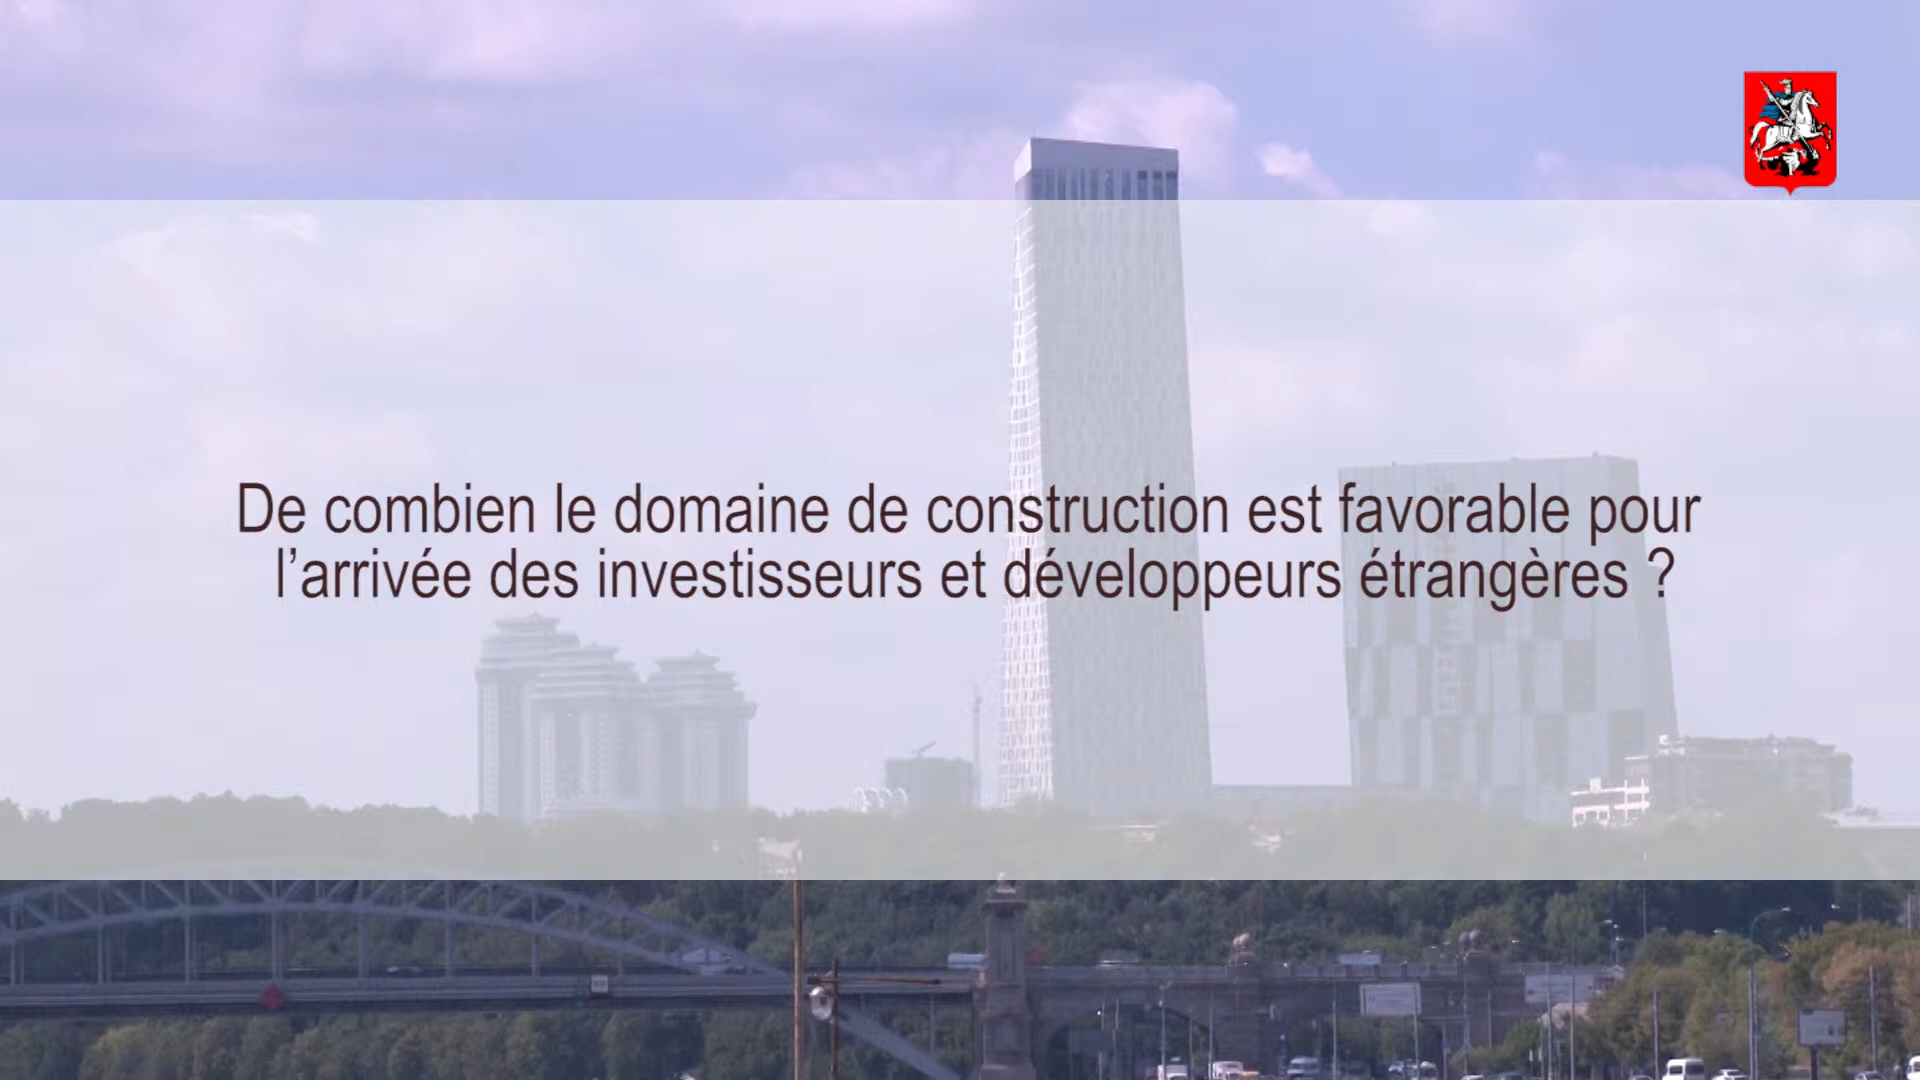 De combien le domaine de construction est favorable pour
l’arrivée des investisseurs et développeurs étrangères ?